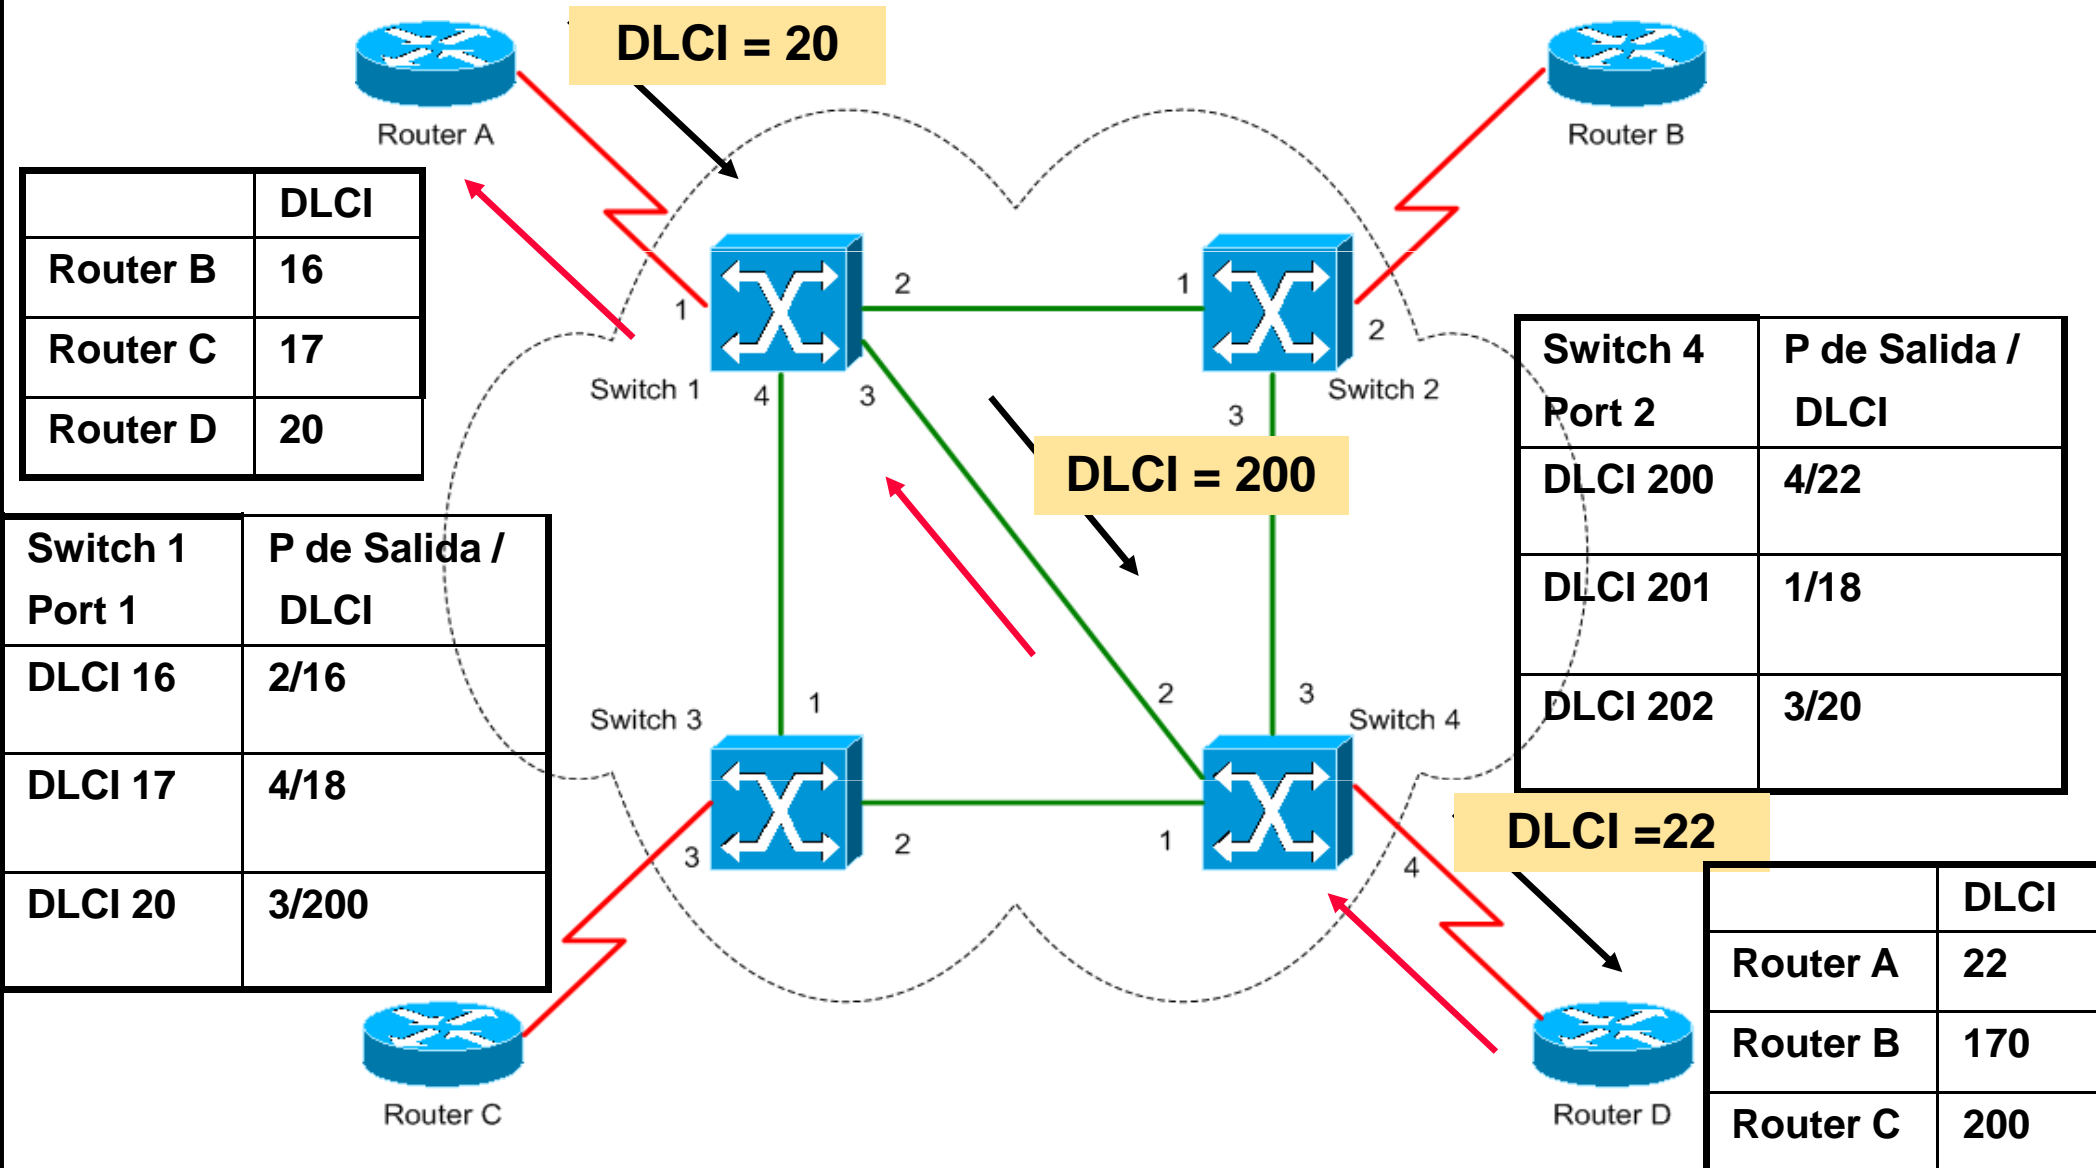 DLCI = 20
Router A
Router B
DLCI
Router B 16
Router C 17
Router D 20
2
1
1
2
Switch 1
4
3
Switch 2
3
Switch 4 P de Salida /
Port 2 DLCI
DLCI 200 4/22
DLCI 201 1/18
DLCI 202 3/20
DLCI = 200
Switch 1 P de Salida /
Port 1 DLCI
DLCI 16 2/16
DLCI 17 4/18
DLCI 20 3/200
1
2
3
Switch 3
Switch 4
3
2
1
4
DLCI =22
DLCI
Router A 22
Router B 170
Router C 200
Router C
Router D